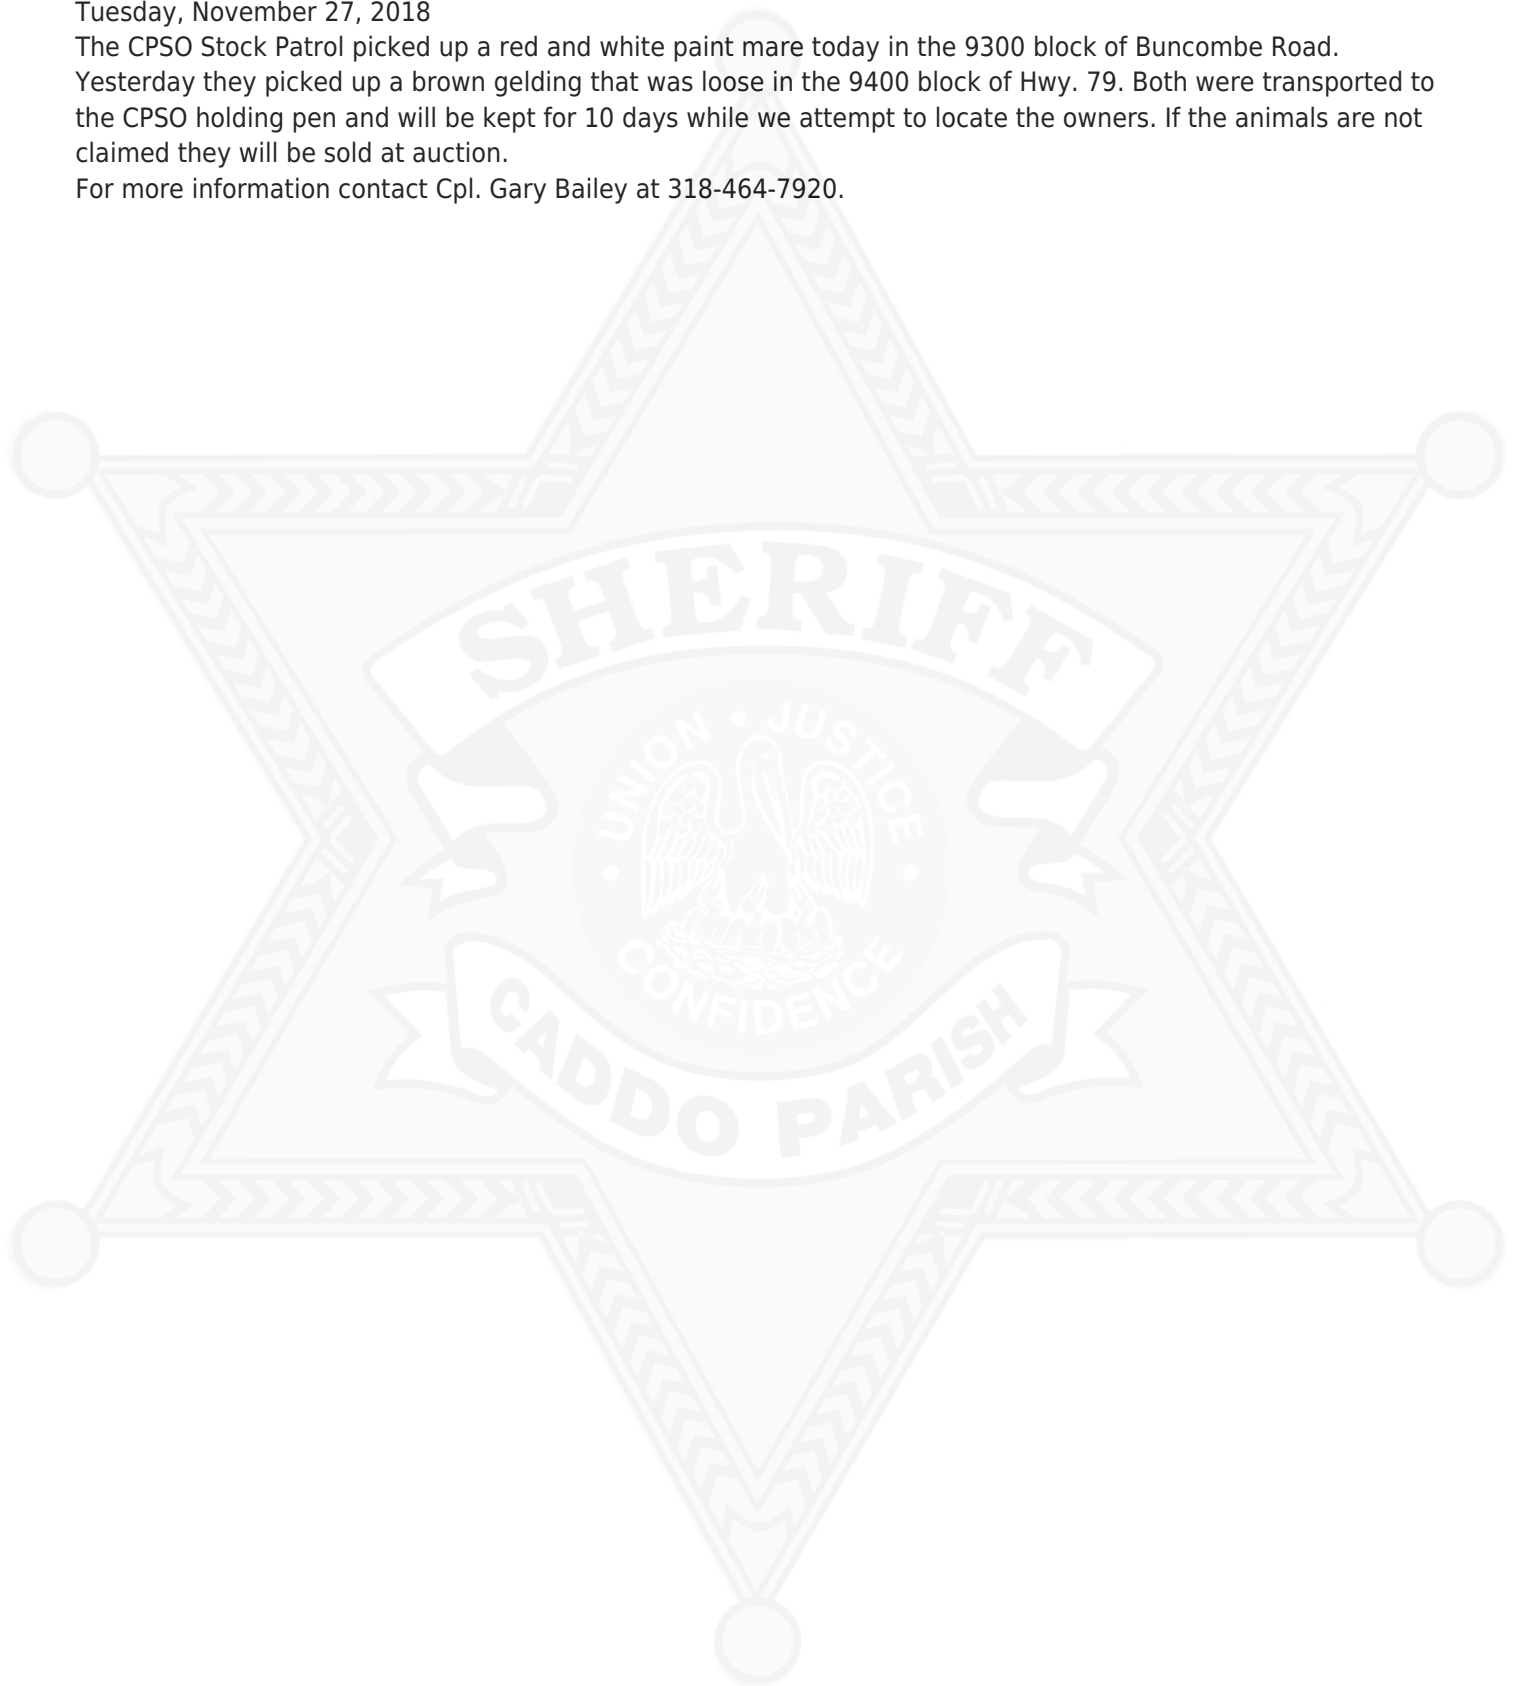 Tuesday, November 27, 2018
The CPSO Stock Patrol picked up a red and white paint mare today in the 9300 block of Buncombe Road.
Yesterday they picked up a brown gelding that was loose in the 9400 block of Hwy. 79. Both were transported to
the CPSO holding pen and will be kept for 10 days while we attempt to locate the owners. If the animals are not
claimed they will be sold at auction.
For more information contact Cpl. Gary Bailey at 318-464-7920.
SHERIFF
UNION • JUSTICE
• CONFIDENCE •
CADDO PARISH